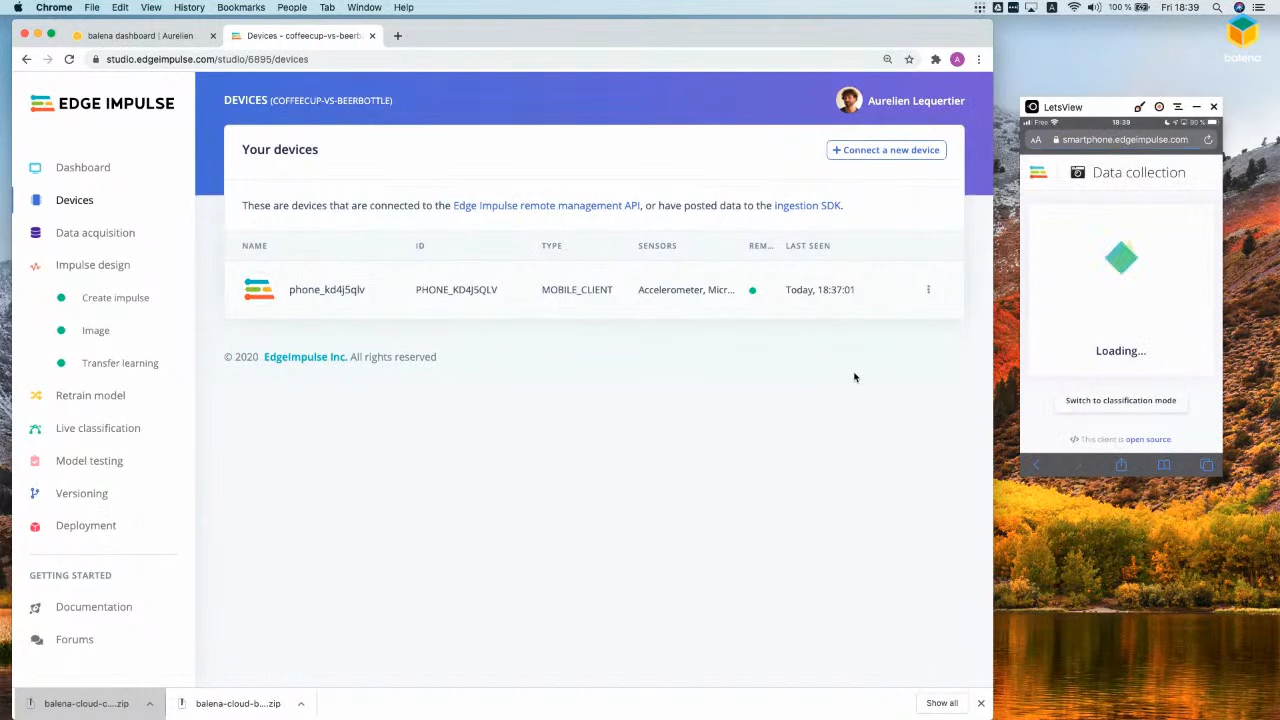 Chrome File Edit View History Bookmarks People Tab Window Help
100 % Fri 18:39
balena dashboard | Aurelien
Devices - coffeecup-vs-beerb
studio.edgeimpulse.com/studio/6895/devices
A
balena
EDGE IMPULSE
DEVICES (COFFEECUP-VS-BEERBOTTLE)
Aurelien Lequertier
Dashboard
Devices
Data acquisition
Impulse design
Create impulse
Image
Transfer learning
Retrain model
Live classification
Model testing
Versioning
Deployment
GETTING STARTED
Documentation
Forums
Your devices
+ Connect a new device
These are devices that are connected to the Edge Impulse remote management API, or have posted data to the ingestion SDK.
NAME ID TYPE SENSORS REM... LAST SEEN
phone_kd4j5qlv PHONE_KD4J5QLV MOBILE_CLIENT Accelerometer, Micr... Today, 18:37:01
© 2020 EdgeImpulse Inc. All rights reserved
LetsView
Free 18:39 90 %
AA smartphone.edgeimpulse.com
Data collection
Loading...
Switch to classification mode
</> This client is open source.
balena-cloud-c....zip
balena-cloud-b....zip
Show all